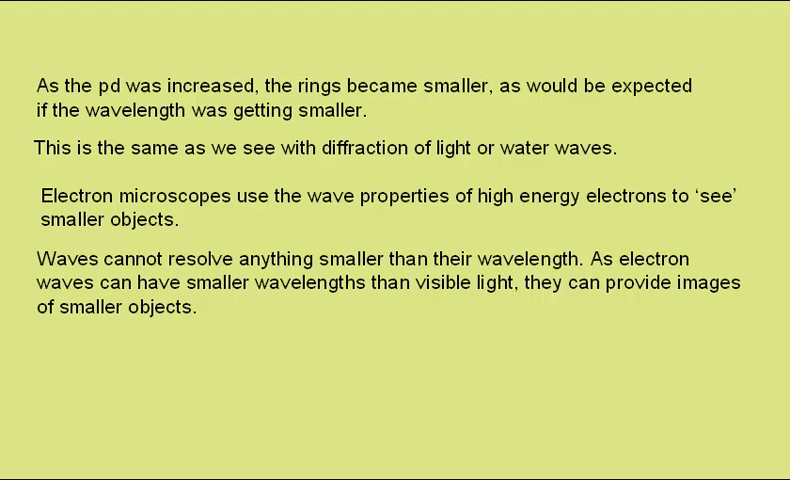 As the pd was increased, the rings became smaller, as would be expected
if the wavelength was getting smaller.
This is the same as we see with diffraction of light or water waves.
Electron microscopes use the wave properties of high energy electrons to ‘see’
smaller objects.
Waves cannot resolve anything smaller than their wavelength. As electron
waves can have smaller wavelengths than visible light, they can provide images
of smaller objects.